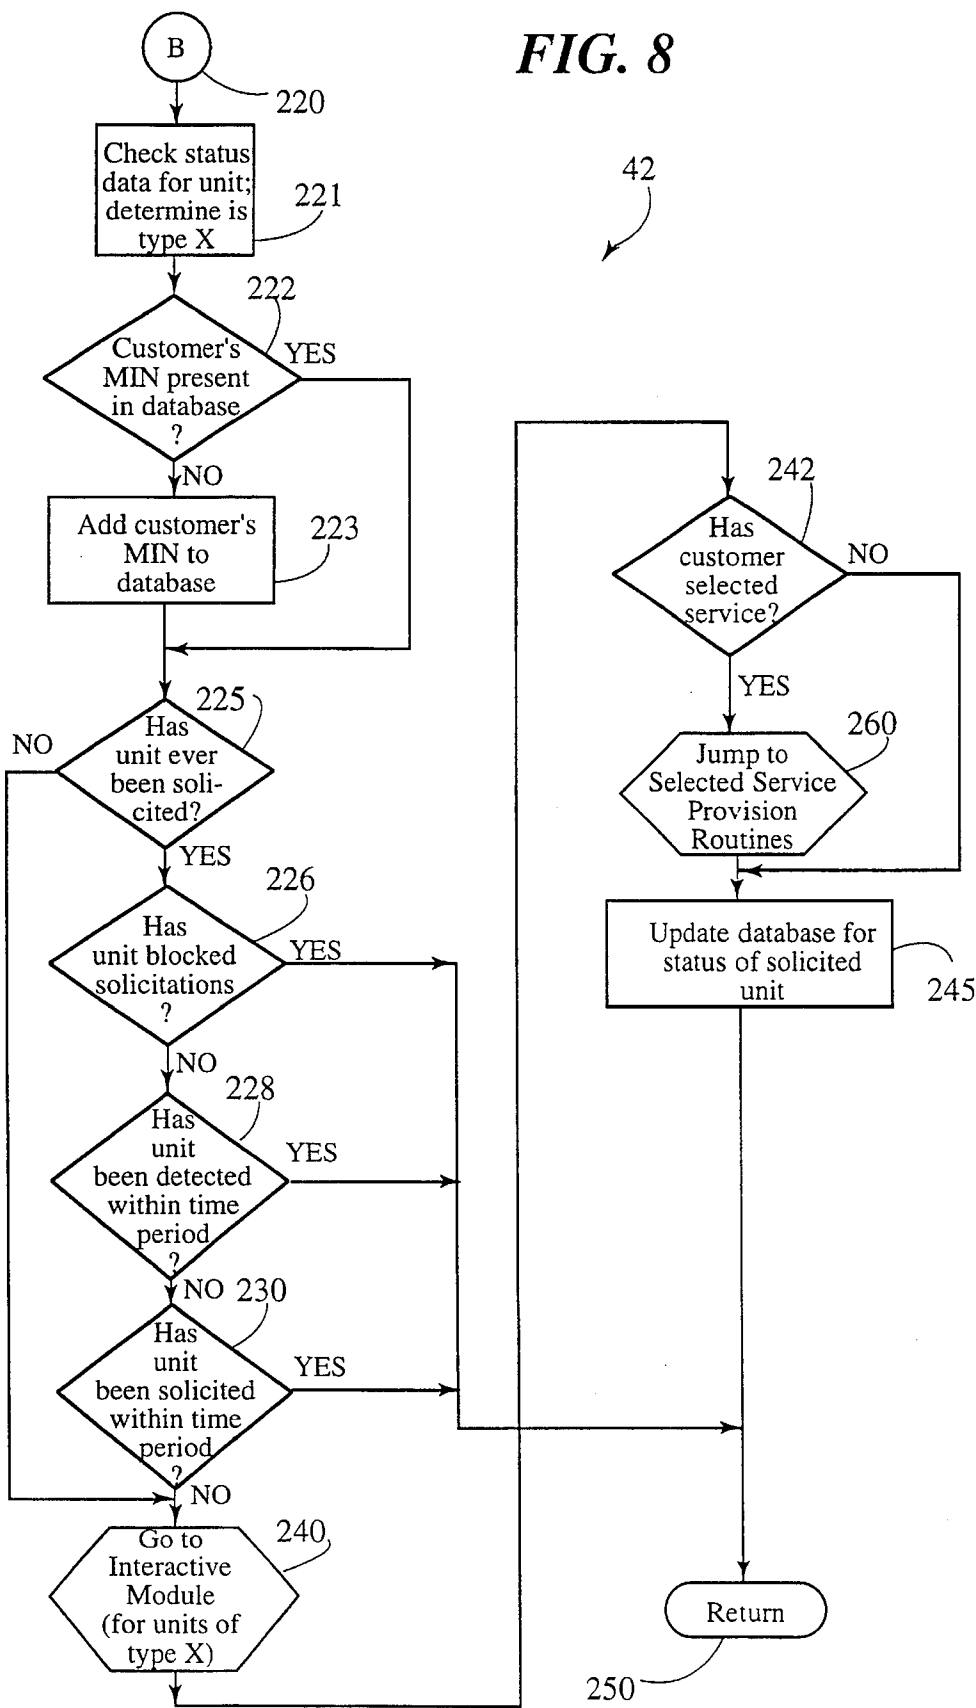 FIG. 8
B
220
Check status
data for unit;
determine is
type X
221
42
222
Customer's
MIN present
in database
?
YES
NO
Add customer's
MIN to
database
223
225
Has
unit ever
been soli-
cited?
NO
YES
226
Has
unit blocked
solicitations
?
YES
NO
228
Has
unit
been detected
within time
period
?
YES
NO
230
Has
unit
been solicited
within time
period
?
YES
NO
240
Go to
Interactive
Module
(for units of
type X)
242
Has
customer
selected
service?
NO
YES
260
Jump to
Selected Service
Provision
Routines
Update database for
status of solicited
unit
245
Return
250